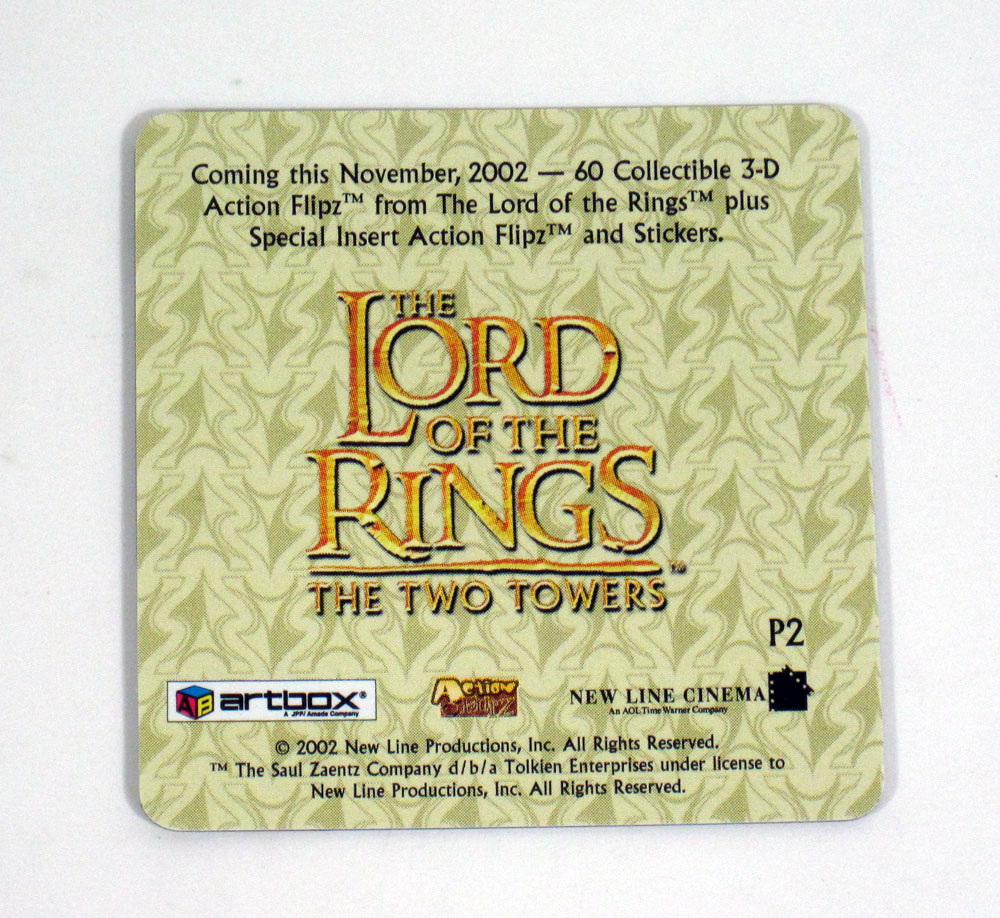 Coming this November, 2002 — 60 Collectible 3-D
Action Flipz™ from The Lord of the Rings™ plus
Special Insert Action Flipz™ and Stickers.
THE
LORD
OF THE
RINGS
THE TWO TOWERS™
P2
AB artbox®
A JPP/Amada Company
Action
Flipz
NEW LINE CINEMA
An AOL Time Warner Company
© 2002 New Line Productions, Inc. All Rights Reserved.
™ The Saul Zaentz Company d/b/a Tolkien Enterprises under license to
New Line Productions, Inc. All Rights Reserved.